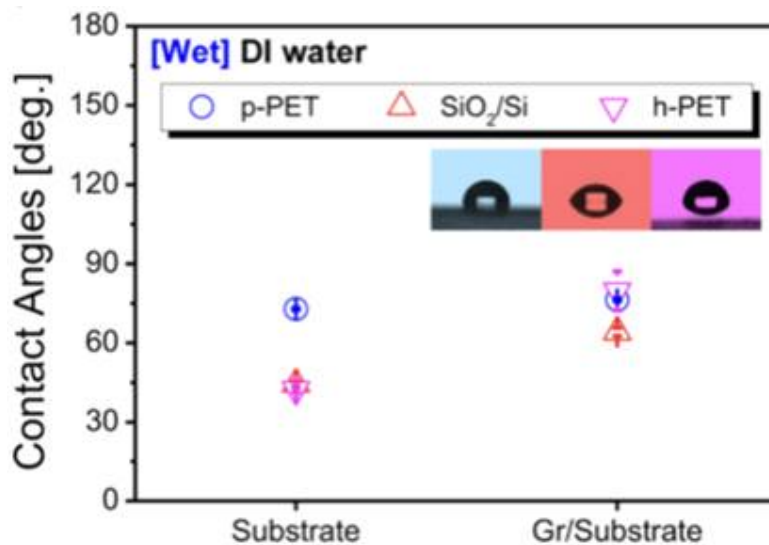 180
[Wet] DI water
p-PET SiO₂/Si h-PET
150
120
90
60
30
0
Contact Angles [deg.]
Substrate Gr/Substrate